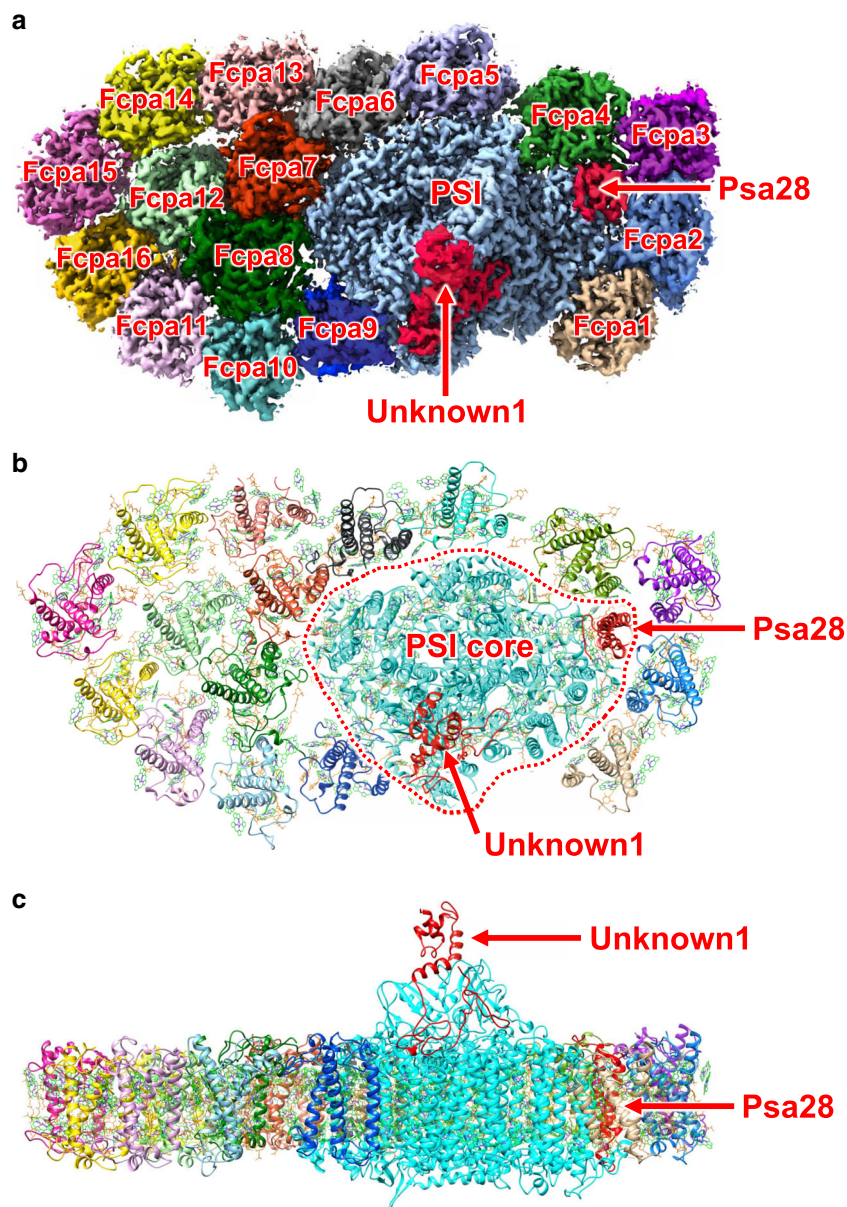 a
Fcpa13
Fcpa14
Fcpa6
Fcpa5
Fcpa4
Fcpa3
Fcpa15
Fcpa7
Fcpa12
PSI
Psa28
Fcpa2
Fcpa16
Fcpa8
Fcpa11
Fcpa9
Fcpa1
Fcpa10
Unknown1
b
PSI core
Psa28
Unknown1
c
Unknown1
Psa28